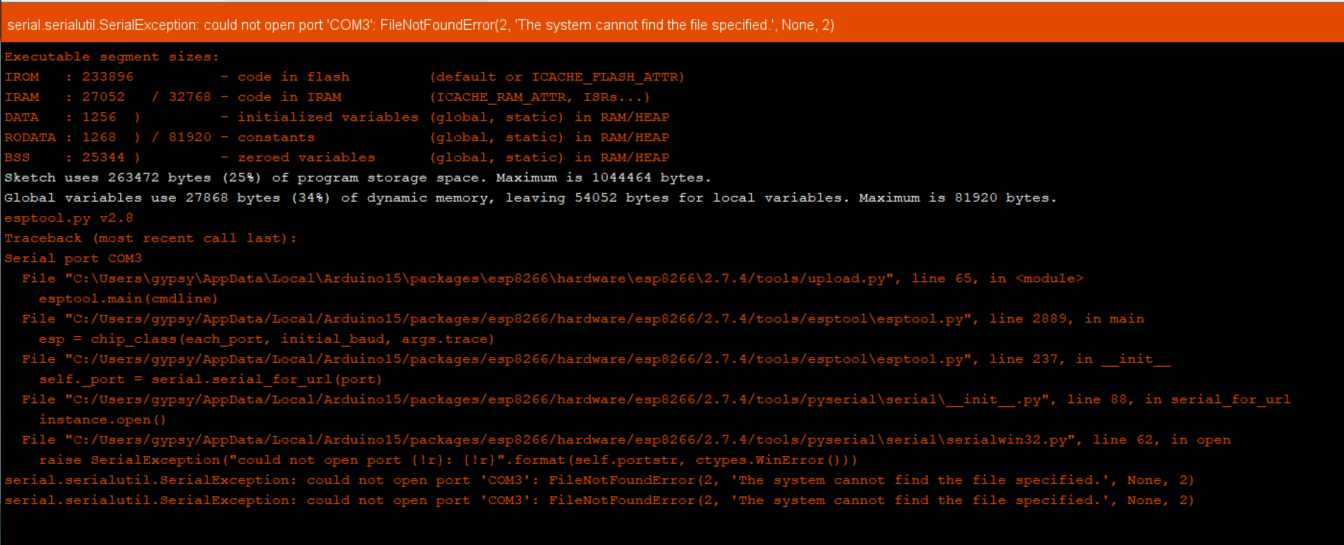 serial.serialutil.SerialException: could not open port 'COM3': FileNotFoundError(2, 'The system cannot find the file specified.', None, 2)
Executable segment sizes:
IROM   : 233896          - code in flash         (default or ICACHE_FLASH_ATTR)
IRAM   : 27052   / 32768 - code in IRAM          (ICACHE_RAM_ATTR, ISRs...)
DATA   : 1256  )         - initialized variables (global, static) in RAM/HEAP
RODATA : 1268  ) / 81920 - constants             (global, static) in RAM/HEAP
BSS    : 25344 )         - zeroed variables      (global, static) in RAM/HEAP
Sketch uses 263472 bytes (25%) of program storage space. Maximum is 1044464 bytes.
Global variables use 27868 bytes (34%) of dynamic memory, leaving 54052 bytes for local variables. Maximum is 81920 bytes.
esptool.py v2.8
Traceback (most recent call last):
Serial port COM3
  File "C:\Users\gypsy\AppData\Local\Arduino15\packages\esp8266\hardware\esp8266\2.7.4/tools/upload.py", line 65, in <module>
    esptool.main(cmdline)
  File "C:/Users/gypsy/AppData/Local/Arduino15/packages/esp8266/hardware/esp8266/2.7.4/tools/esptool\esptool.py", line 2889, in main
    esp = chip_class(each_port, initial_baud, args.trace)
  File "C:/Users/gypsy/AppData/Local/Arduino15/packages/esp8266/hardware/esp8266/2.7.4/tools/esptool\esptool.py", line 237, in __init__
    self._port = serial.serial_for_url(port)
  File "C:/Users/gypsy/AppData/Local/Arduino15/packages/esp8266/hardware/esp8266/2.7.4/tools/pyserial\serial\__init__.py", line 88, in serial_for_url
    instance.open()
  File "C:/Users/gypsy/AppData/Local/Arduino15/packages/esp8266/hardware/esp8266/2.7.4/tools/pyserial\serial\serialwin32.py", line 62, in open
    raise SerialException("could not open port {!r}: {!r}".format(self.portstr, ctypes.WinError()))
serial.serialutil.SerialException: could not open port 'COM3': FileNotFoundError(2, 'The system cannot find the file specified.', None, 2)
serial.serialutil.SerialException: could not open port 'COM3': FileNotFoundError(2, 'The system cannot find the file specified.', None, 2)